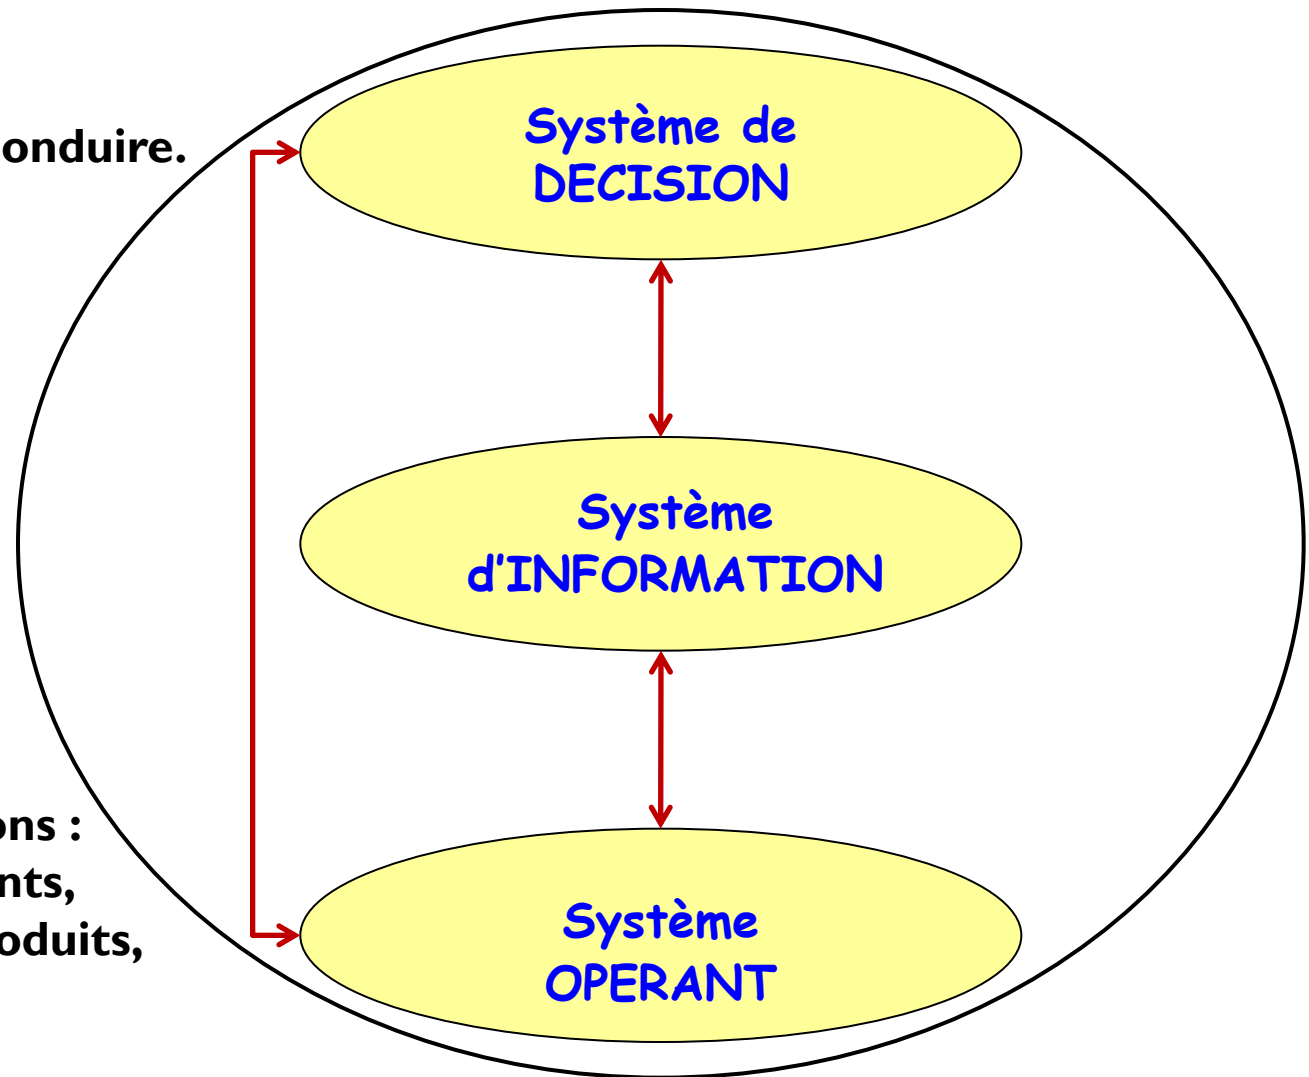 Système de
DECISION
onduire.
Système
d'INFORMATION
ons :
nts,
oduits,
Système
OPERANT